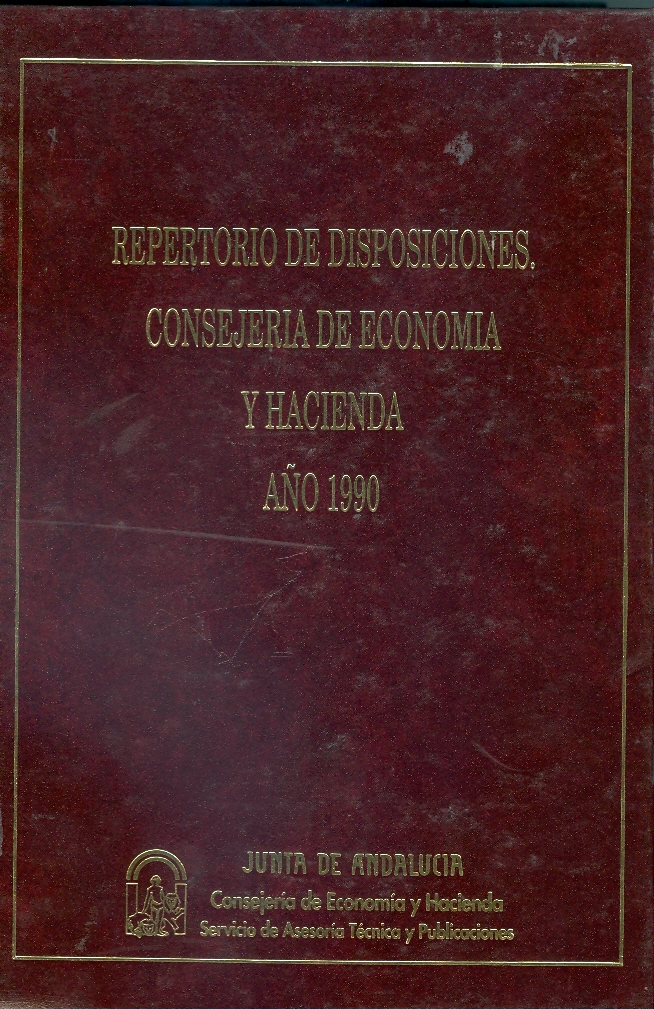 REPERTORIO DE DISPOSICIONES.
CONSEJERIA DE ECONOMIA
Y HACIENDA
AÑO 1990
JUNTA DE ANDALUCIA
Consejería de Economía y Hacienda
Servicio de Asesoría Técnica y Publicaciones